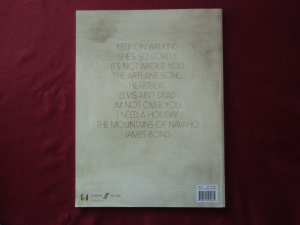 KEEP ON WALKING
SHE'S SO LOVELY
IT'S NOT ABOUT YOU
THE AIRPLANE SONG
HEARTBEAT
ELVIS AIN'T DEAD
I'M NOT OVER YOU
I NEED A HOLIDAY
THE MOUNTAINS OF NAVAHO
JAMES BOND